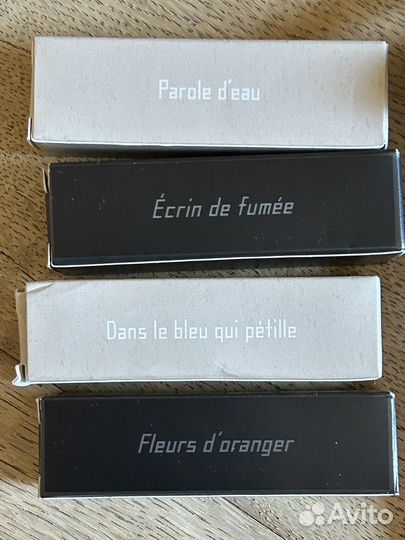 Parole d'eau
Écrin de fumée
Dans le bleu qui pétille
Fleurs d'oranger
Avito